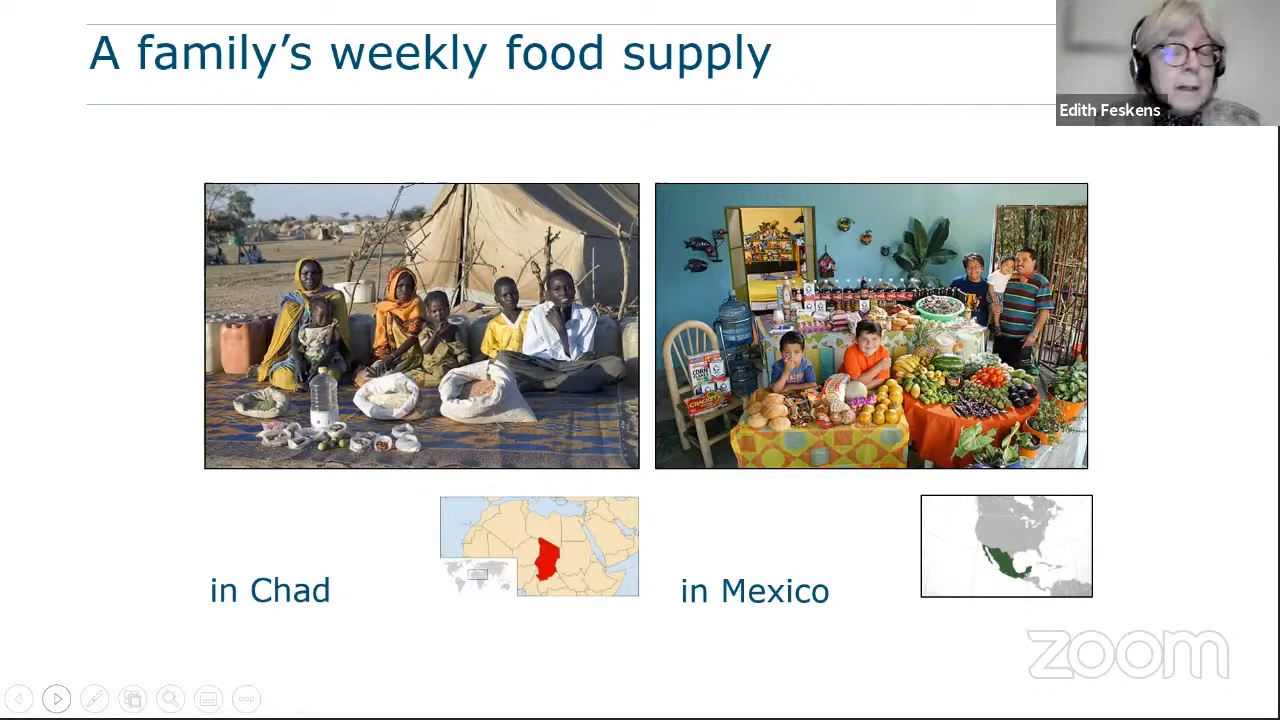 A family’s weekly food supply
Edith Feskens
in Chad
in Mexico
zoom